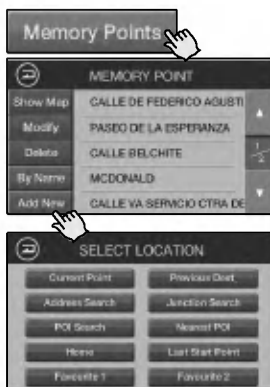 Memory Points
MEMORY POINT
Show Map CALLE DE FEDERICO AGUSTI
Modify PASEO DE LA ESPERANZA
Delete CALLE BELCHITE 1/2
By Name MCDONALD
Add New CALLE VA SERVICIO CTRA DE
SELECT LOCATION
Current Point Previous Dest.
Address Search Junction Search
POI Search Nearest POI
Home Last Start Point
Favourite 1 Favourite 2